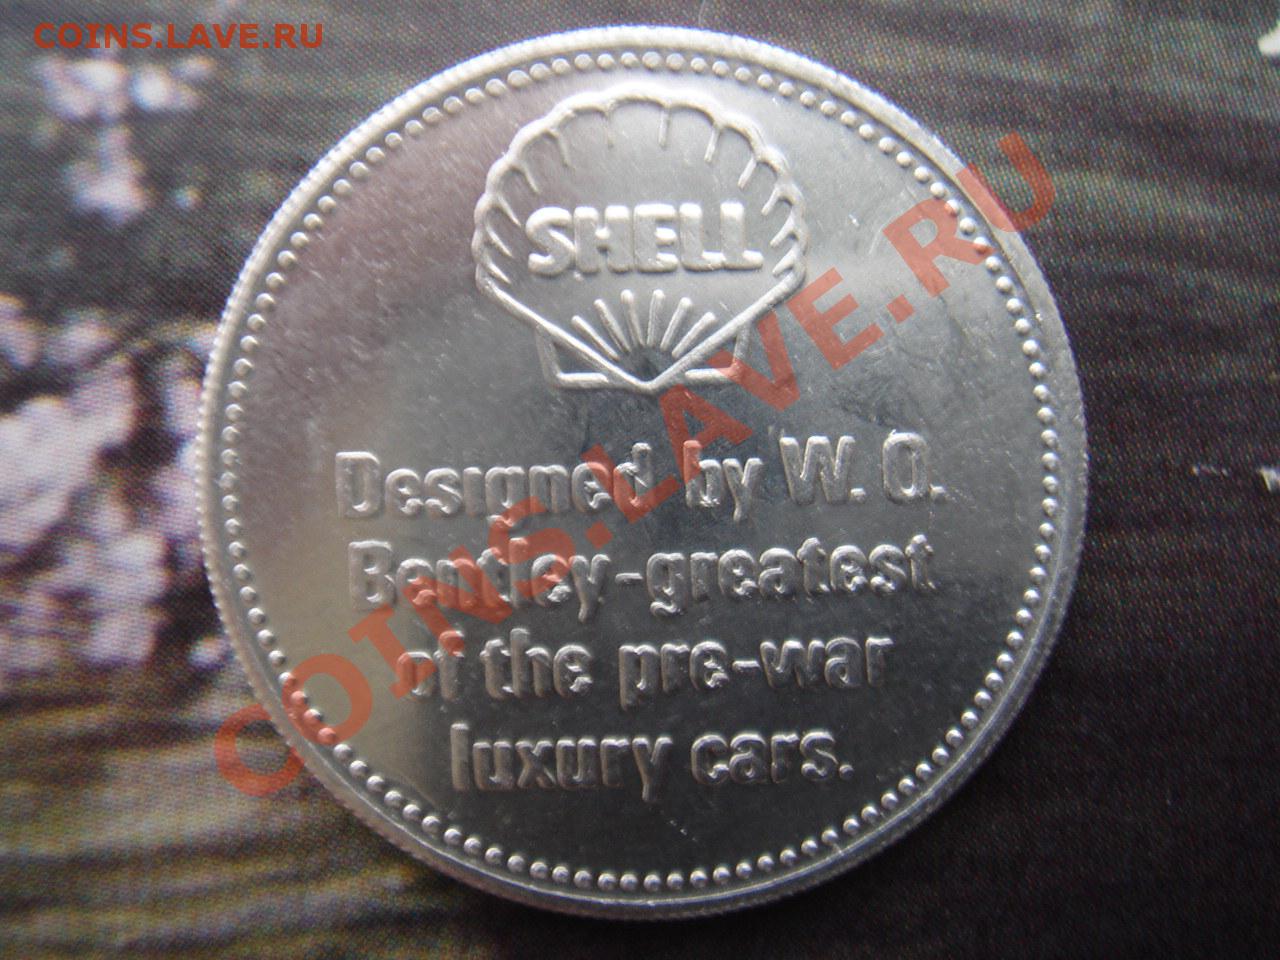 COINS.LAVE.RU
SHELL
Designed by W. O.
Bentley-greatest
of the pre-war
luxury cars.
COINS.LAVE.RU